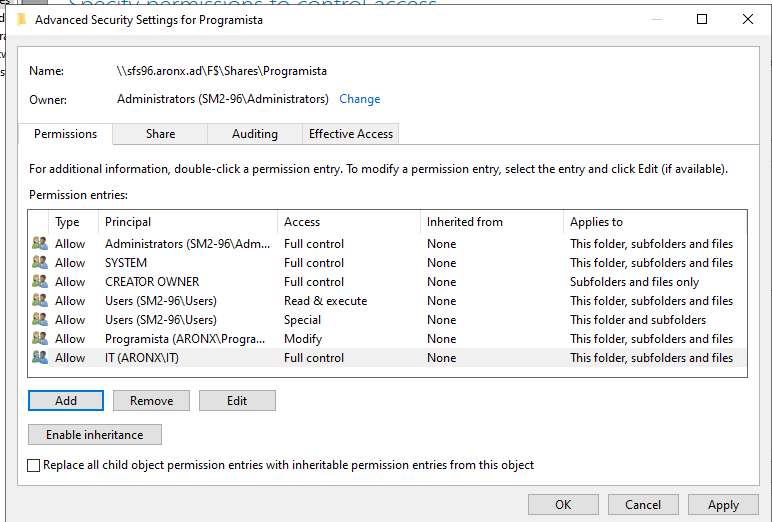 Specify permissions to control access
Advanced Security Settings for Programista
Name: \\sfs96.aronx.ad\F$\Shares\Programista
Owner: Administrators (SM2-96\Administrators) Change
Permissions Share Auditing Effective Access
For additional information, double-click a permission entry. To modify a permission entry, select the entry and click Edit (if available).
Permission entries:
Type Principal Access Inherited from Applies to
Allow Administrators (SM2-96\Adm... Full control None This folder, subfolders and files
Allow SYSTEM Full control None This folder, subfolders and files
Allow CREATOR OWNER Full control None Subfolders and files only
Allow Users (SM2-96\Users) Read & execute None This folder, subfolders and files
Allow Users (SM2-96\Users) Special None This folder and subfolders
Allow Programista (ARONX\Progra... Modify None This folder, subfolders and files
Allow IT (ARONX\IT) Full control None This folder, subfolders and files
Add Remove Edit
Enable inheritance
Replace all child object permission entries with inheritable permission entries from this object
OK Cancel Apply